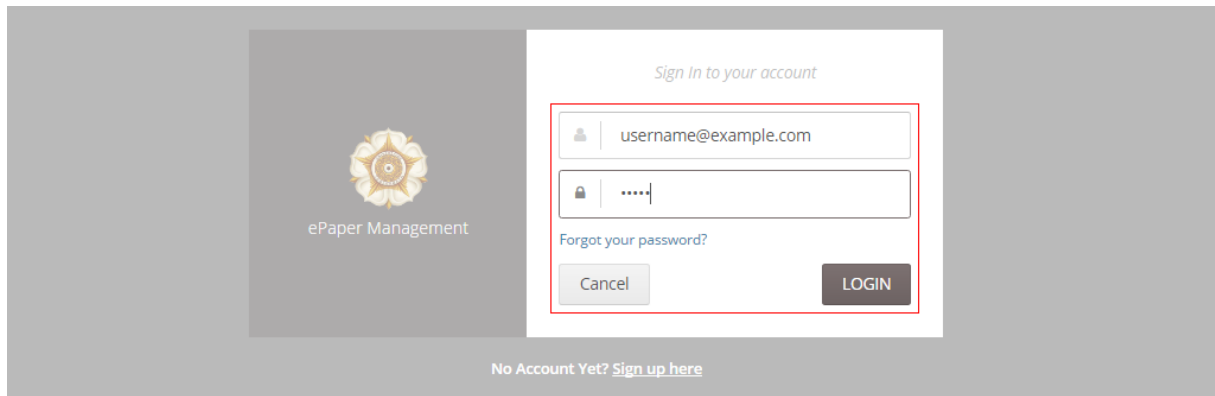 Sign In to your account
username@example.com
•••••
ePaper Management
Forgot your password?
Cancel
LOGIN
No Account Yet? Sign up here